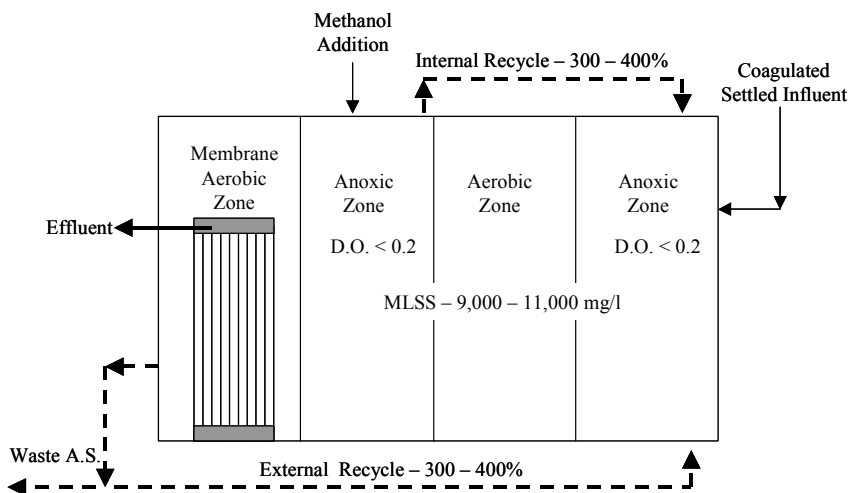 Methanol
Addition
Internal Recycle – 300 – 400%
Coagulated
Settled Influent
Membrane
Aerobic
Zone
Anoxic
Zone
Aerobic
Zone
Anoxic
Zone
Effluent
D.O. < 0.2
D.O. < 0.2
MLSS – 9,000 – 11,000 mg/l
Waste A.S.
External Recycle – 300 – 400%